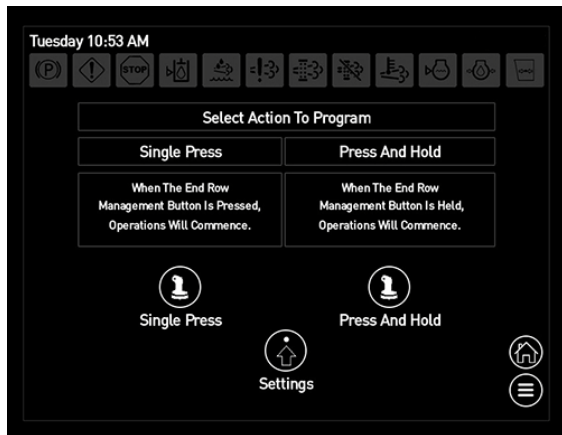 Tuesday 10:53 AM
(P)
STOP
Select Action To Program
Single Press
Press And Hold
When The End Row
Management Button Is Pressed,
Operations Will Commence.
When The End Row
Management Button Is Held,
Operations Will Commence.
Single Press
Press And Hold
Settings